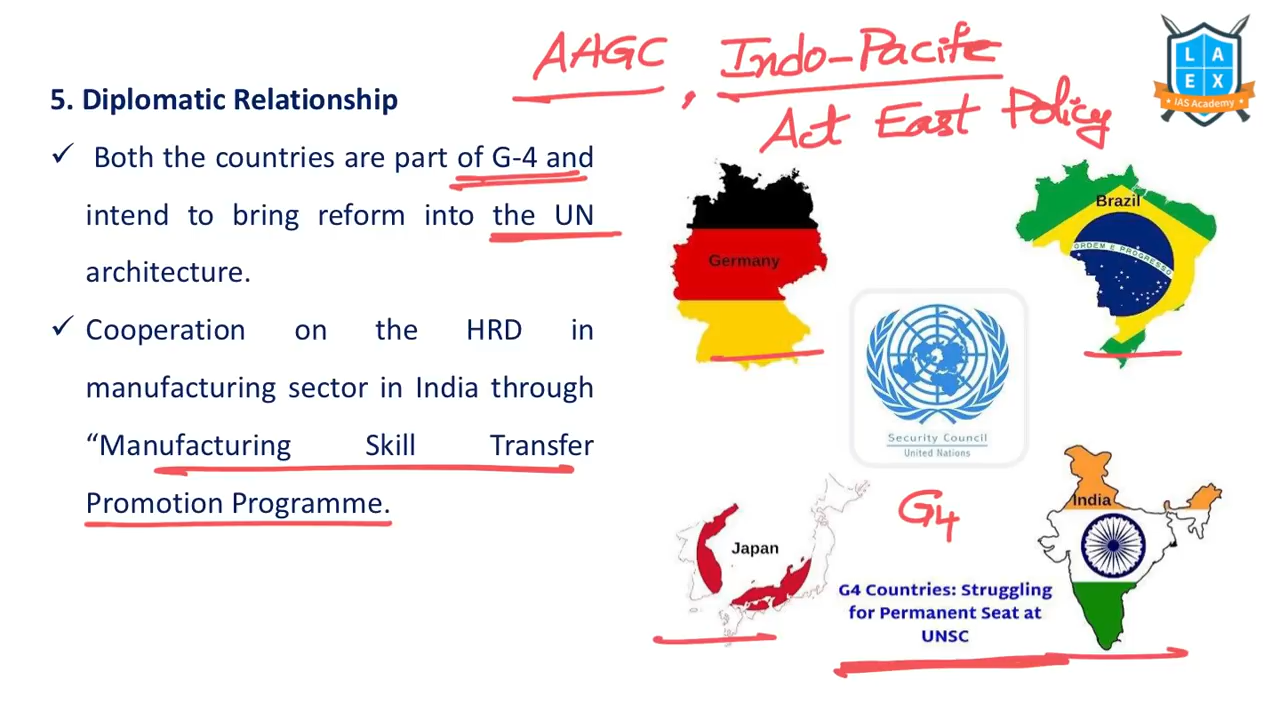 AAGC, Indo-Pacific
Act East Policy
LA
EX
IAS Academy
5. Diplomatic Relationship
✓ Both the countries are part of G-4 and
intend to bring reform into the UN
architecture.
✓ Cooperation on the HRD in
manufacturing sector in India through
“Manufacturing Skill Transfer
Promotion Programme.
Germany
Brazil
ORDEM E PROGRESSO
Security Council
United Nations
G4
Japan
India
G4 Countries: Struggling
for Permanent Seat at
UNSC